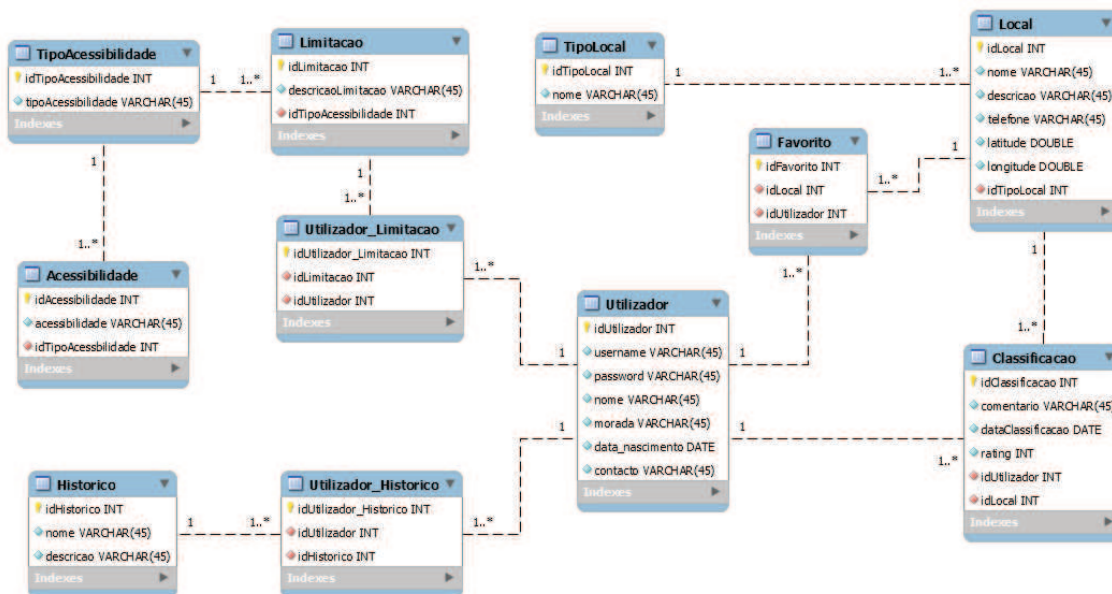 TipoAcessibilidade
idTipoAcessibilidade INT
tipoAcessibilidade VARCHAR(45)
Indexes
1
1..*
Limitacao
idLimitacao INT
descricaoLimitacao VARCHAR(45)
idTipoAcessibilidade INT
Indexes
TipoLocal
idTipoLocal INT
nome VARCHAR(45)
Indexes
1
1..*
Local
idLocal INT
nome VARCHAR(45)
descricao VARCHAR(45)
telefone VARCHAR(45)
latitude DOUBLE
longitude DOUBLE
idTipoLocal INT
Indexes
Favorito
idFavorito INT
idLocal INT
idUtilizador INT
Indexes
1
1..*
1
1..*
1
1..*
Utilizador_Limitacao
idUtilizador_Limitacao INT
idLimitacao INT
idUtilizador INT
Indexes
1..*
1
Acessibilidade
idAcessibilidade INT
acessibilidade VARCHAR(45)
idTipoAcessbilidade INT
Indexes
Utilizador
idUtilizador INT
username VARCHAR(45)
password VARCHAR(45)
nome VARCHAR(45)
morada VARCHAR(45)
data_nascimento DATE
contacto VARCHAR(45)
Indexes
1..*
1
1
1..*
Classificacao
idClassificacao INT
comentario VARCHAR(45)
dataClassificacao DATE
rating INT
idUtilizador INT
idLocal INT
Indexes
1
1..*
Historico
idHistorico INT
nome VARCHAR(45)
descricao VARCHAR(45)
Indexes
1
1..*
Utilizador_Historico
idUtilizador_Historico INT
idUtilizador INT
idHistorico INT
Indexes
1
1..*